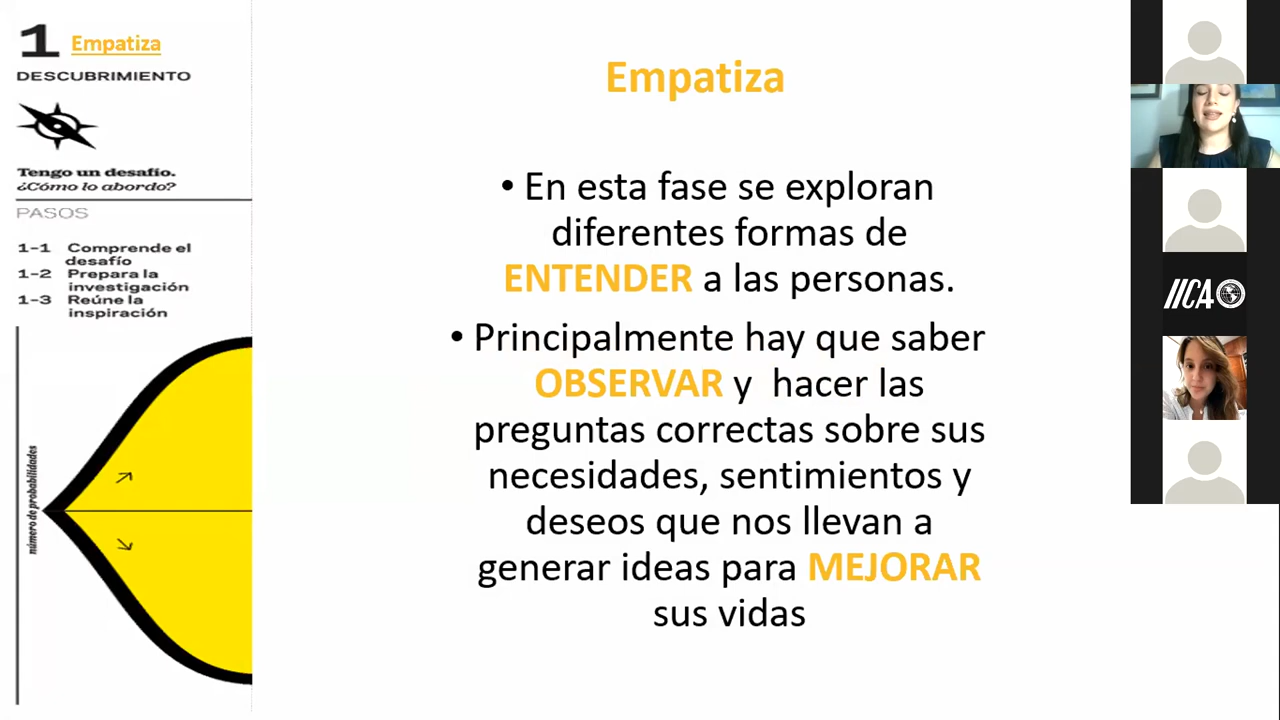 1 Empatiza
DESCUBRIMIENTO
Tengo un desafío.
¿Cómo lo abordo?
PASOS
1-1 Comprende el
desafío
1-2 Prepara la
investigación
1-3 Reúne la
inspiración
número de probabilidades
Empatiza
• En esta fase se exploran
diferentes formas de
ENTENDER a las personas.
• Principalmente hay que saber
OBSERVAR y hacer las
preguntas correctas sobre sus
necesidades, sentimientos y
deseos que nos llevan a
generar ideas para MEJORAR
sus vidas
IICA